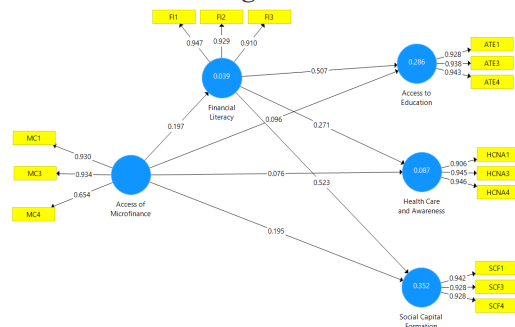 FI1 FI2 FI3
0.947 0.929 0.910
0.039
Financial
Literacy
0.507
0.286
Access to
Education
0.928 ATE1
0.938 ATE3
0.943 ATE4
0.197
0.096
0.271
MC1
MC3
MC4
0.930
0.934
0.654
Access of
Microfinance
0.076
0.523
0.195
0.087
Health Care
and Awareness
0.906 HCNA1
0.945 HCNA3
0.946 HCNA4
0.352
Social Capital
Formation
0.942 SCF1
0.928 SCF3
0.928 SCF4